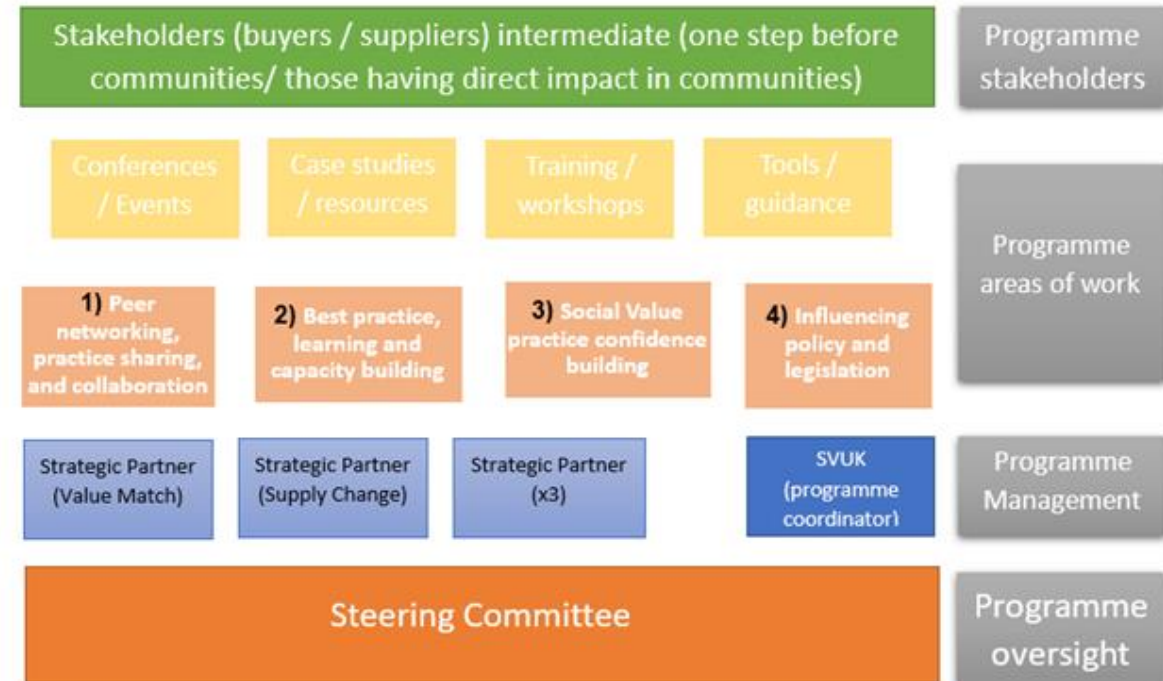 Stakeholders (buyers / suppliers) intermediate (one step before
communities/ those having direct impact in communities)
Programme
stakeholders
Conferences
/ Events
Case studies
/ resources
Training /
workshops
Tools /
guidance
Programme
areas of work
1) Peer
networking,
practice sharing,
and collaboration
2) Best practice,
learning and
capacity building
3) Social Value
practice confidence
building
4) Influencing
policy and
legislation
Strategic Partner
(Value Match)
Strategic Partner
(Supply Change)
Strategic Partner
(x3)
SVUK
(programme
coordinator)
Programme
Management
Steering Committee
Programme
oversight